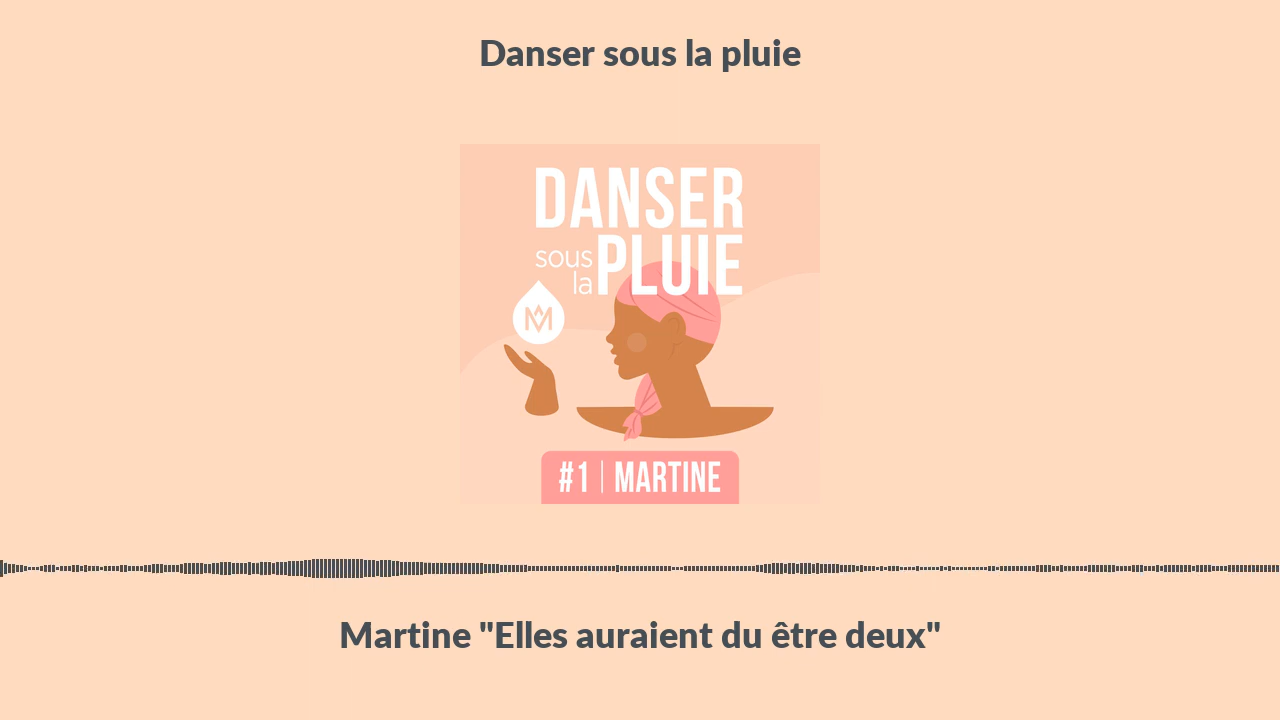 Danser sous la pluie
DANSER
sous
la PLUIE
M
#1 | MARTINE
Martine "Elles auraient du être deux"